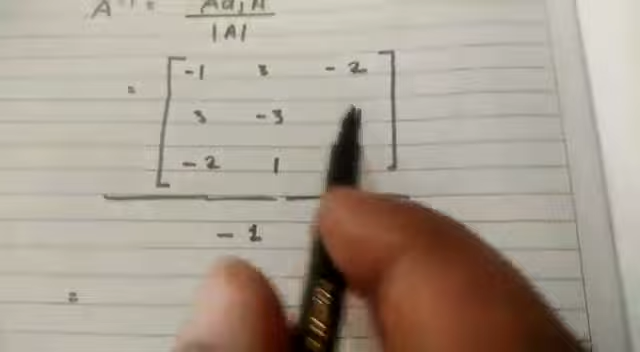 A⁻¹ = Adj A
|A|
= [ -1 3 -2
3 -3
-2 1 ]
- 1
=